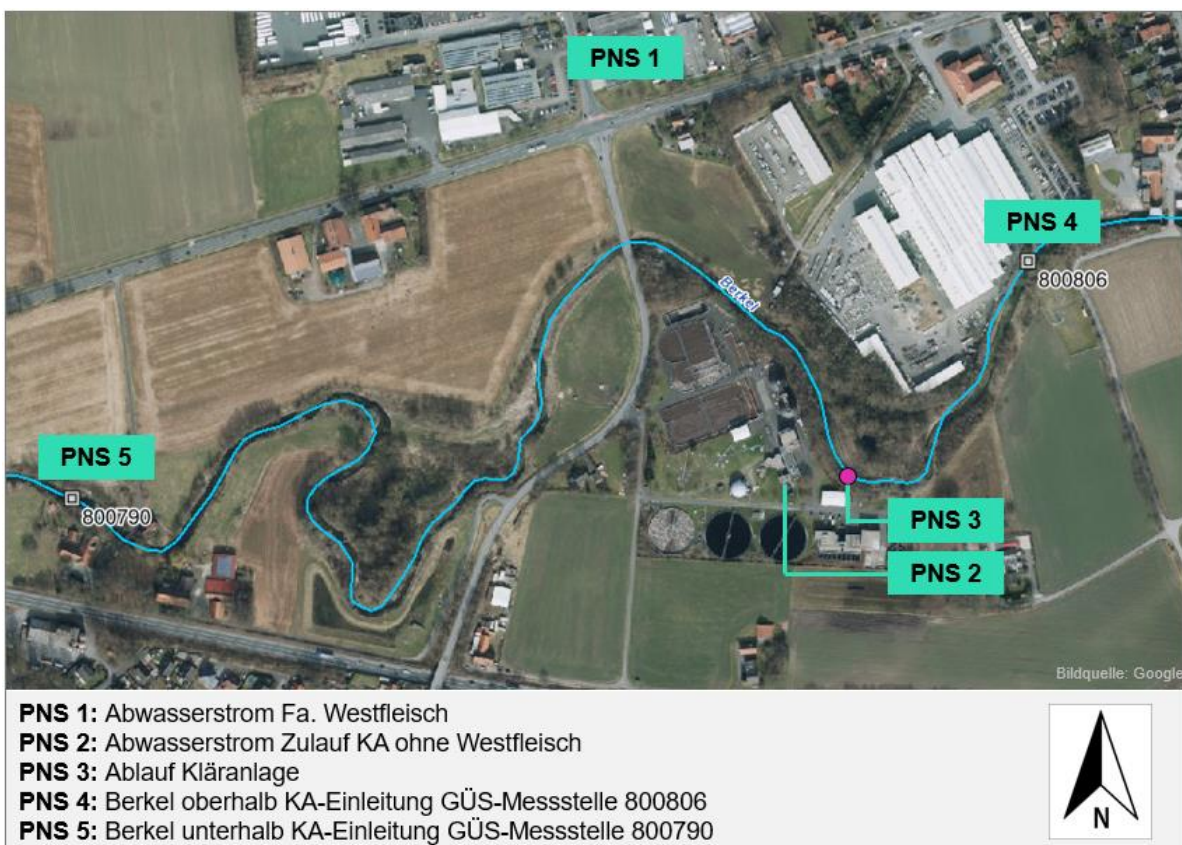 PNS 1
PNS 4
800806
Berkel
PNS 5
800790
PNS 3
PNS 2
Bildquelle: Google
PNS 1: Abwasserstrom Fa. Westfleisch
PNS 2: Abwasserstrom Zulauf KA ohne Westfleisch
PNS 3: Ablauf Kläranlage
PNS 4: Berkel oberhalb KA-Einleitung GÜS-Messstelle 800806
PNS 5: Berkel unterhalb KA-Einleitung GÜS-Messstelle 800790
N